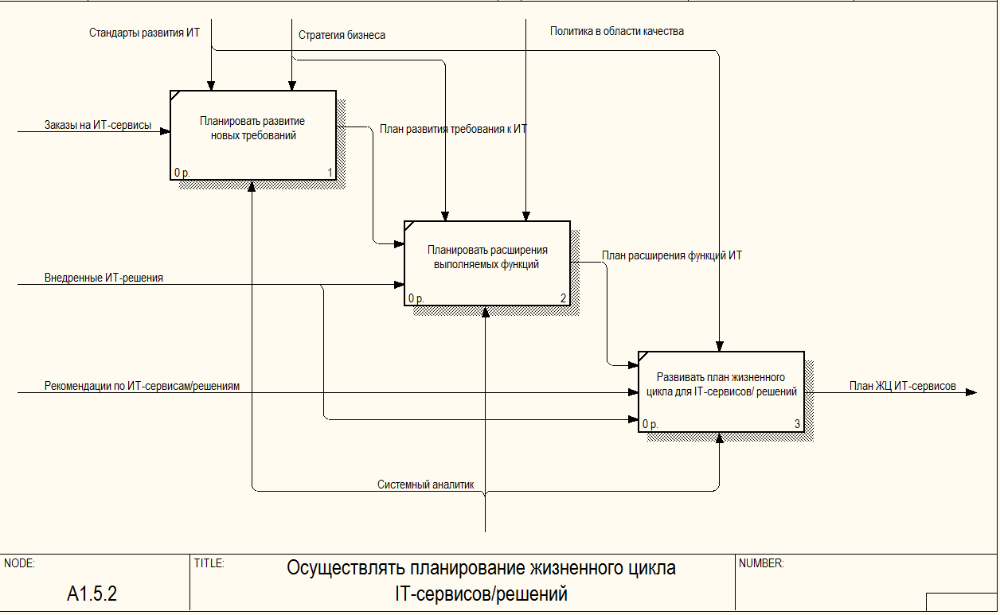 Стандарты развития ИТ
Стратегия бизнеса
Политика в области качества
Заказы на ИТ-сервисы
Планировать развитие
новых требований
0 р.
1
План развития требования к ИТ
Планировать расширения
выполняемых функций
0 р.
2
План расширения функций ИТ
Внедренные ИТ-решения
Рекомендации по ИТ-сервисам/решениям
Развивать план жизненного
цикла для IT-сервисов/ решений
0 р.
3
План ЖЦ ИТ-сервисов
Системный аналитик
NODE:
A1.5.2
TITLE:
Осуществлять планирование жизненного цикла
IT-сервисов/решений
NUMBER: